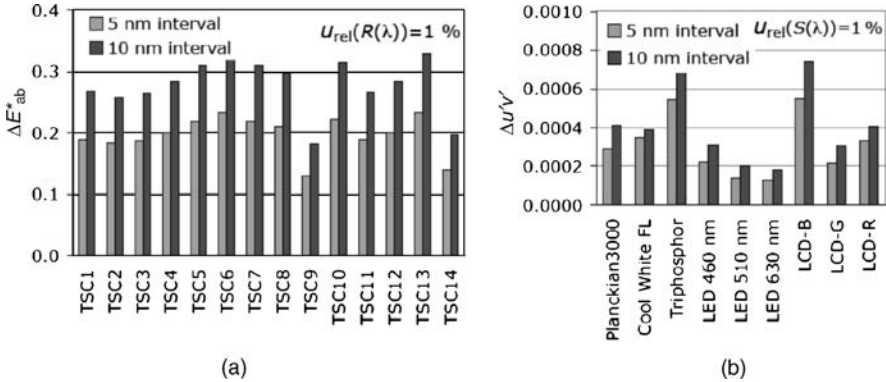 0.4
0.3
0.2
0.1
0.0
ΔE*ab
5 nm interval
10 nm interval
urel(R(λ))=1 %
TSC1
TSC2
TSC3
TSC4
TSC5
TSC6
TSC7
TSC8
TSC9
TSC10
TSC11
TSC12
TSC13
TSC14
(a)
0.0010
0.0008
0.0006
0.0004
0.0002
0.0000
Δu'v'
5 nm interval
10 nm interval
urel(S(λ))=1 %
Planckian3000
Cool White FL
Triphosphor
LED 460 nm
LED 510 nm
LED 630 nm
LCD-B
LCD-G
LCD-R
(b)